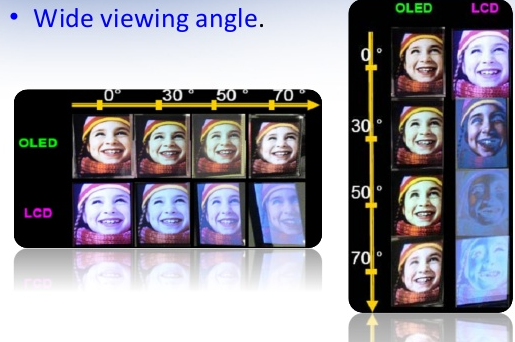 • Wide viewing angle.
0° 30° 50° 70°
OLED
LCD
OLED LCD
0°
30°
50°
70°